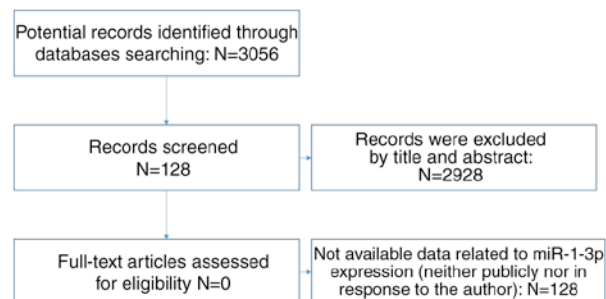 Potential records identified through
databases searching: N=3056
Records screened
N=128
Records were excluded
by title and abstract:
N=2928
Full-text articles assessed
for eligibility N=0
Not available data related to miR-1-3p
expression (neither publicly nor in
response to the author): N=128